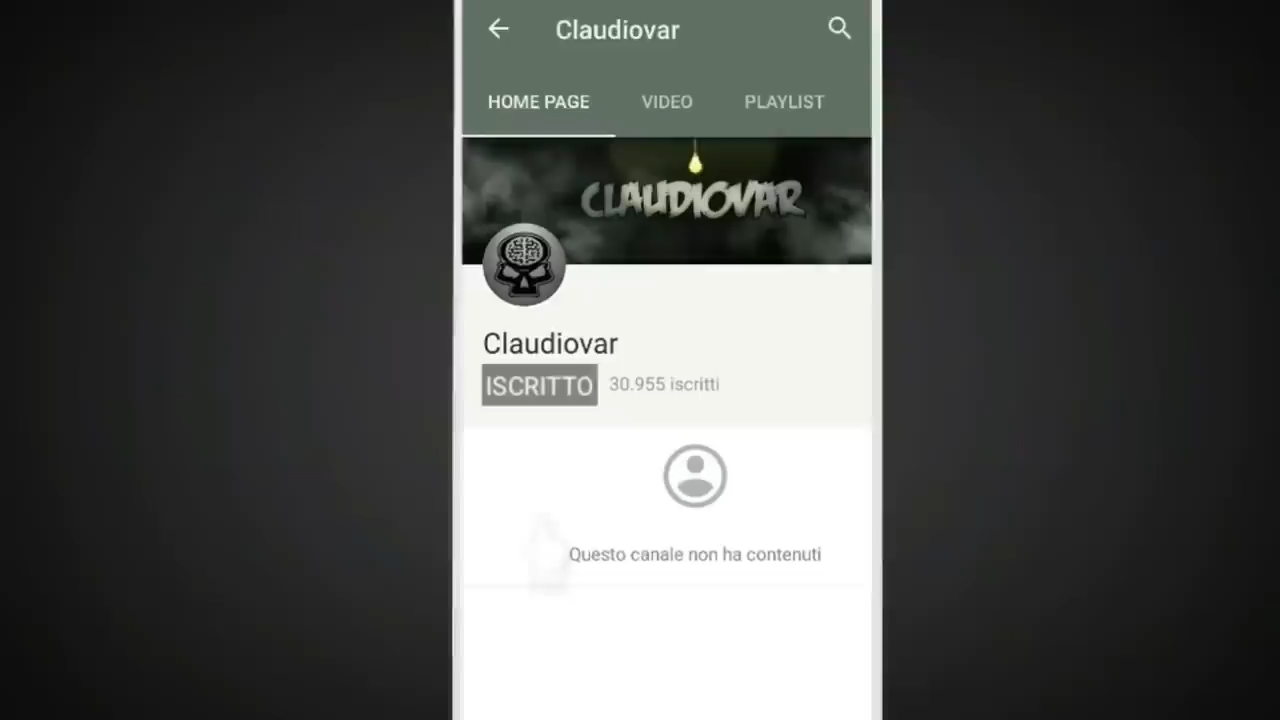 Claudiovar
HOME PAGE VIDEO PLAYLIST
CLAUDIOVAR
Claudiovar
ISCRITTO 30.955 iscritti
Questo canale non ha contenuti